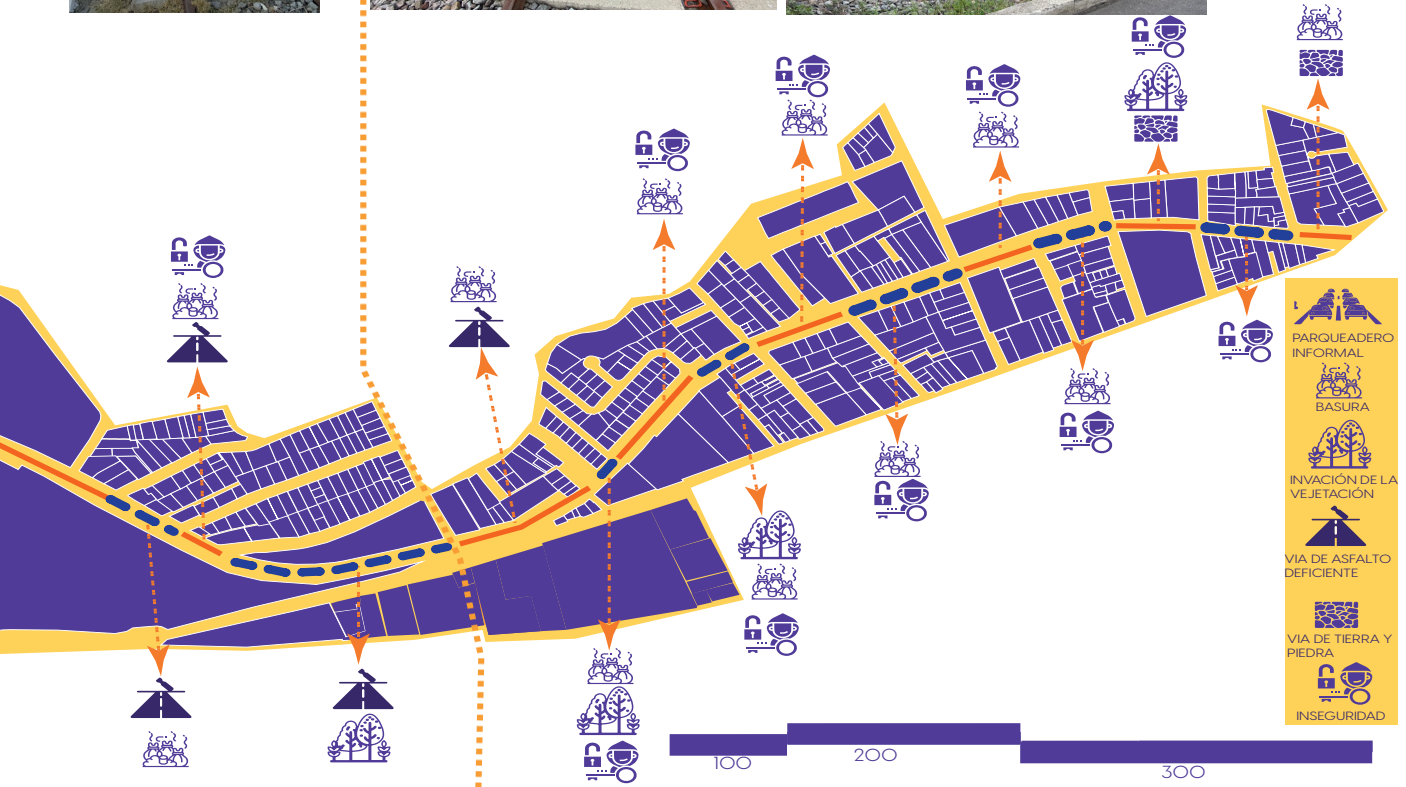 PARQUEADERO
INFORMAL
BASURA
INVACIÓN DE LA
VEJETACIÓN
VIA DE ASFALTO
DEFICIENTE
VIA DE TIERRA Y
PIEDRA
INSEGURIDAD
100
200
300